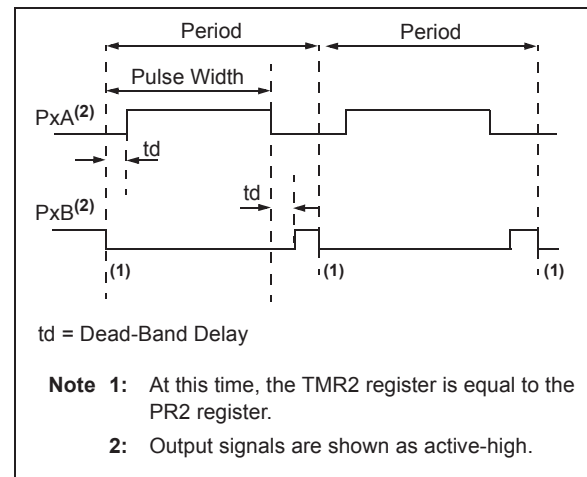 Period Period
Pulse Width
PxA(2)
td
td
PxB(2)
(1) (1) (1)
td = Dead-Band Delay
Note 1: At this time, the TMR2 register is equal to the
PR2 register.
2: Output signals are shown as active-high.